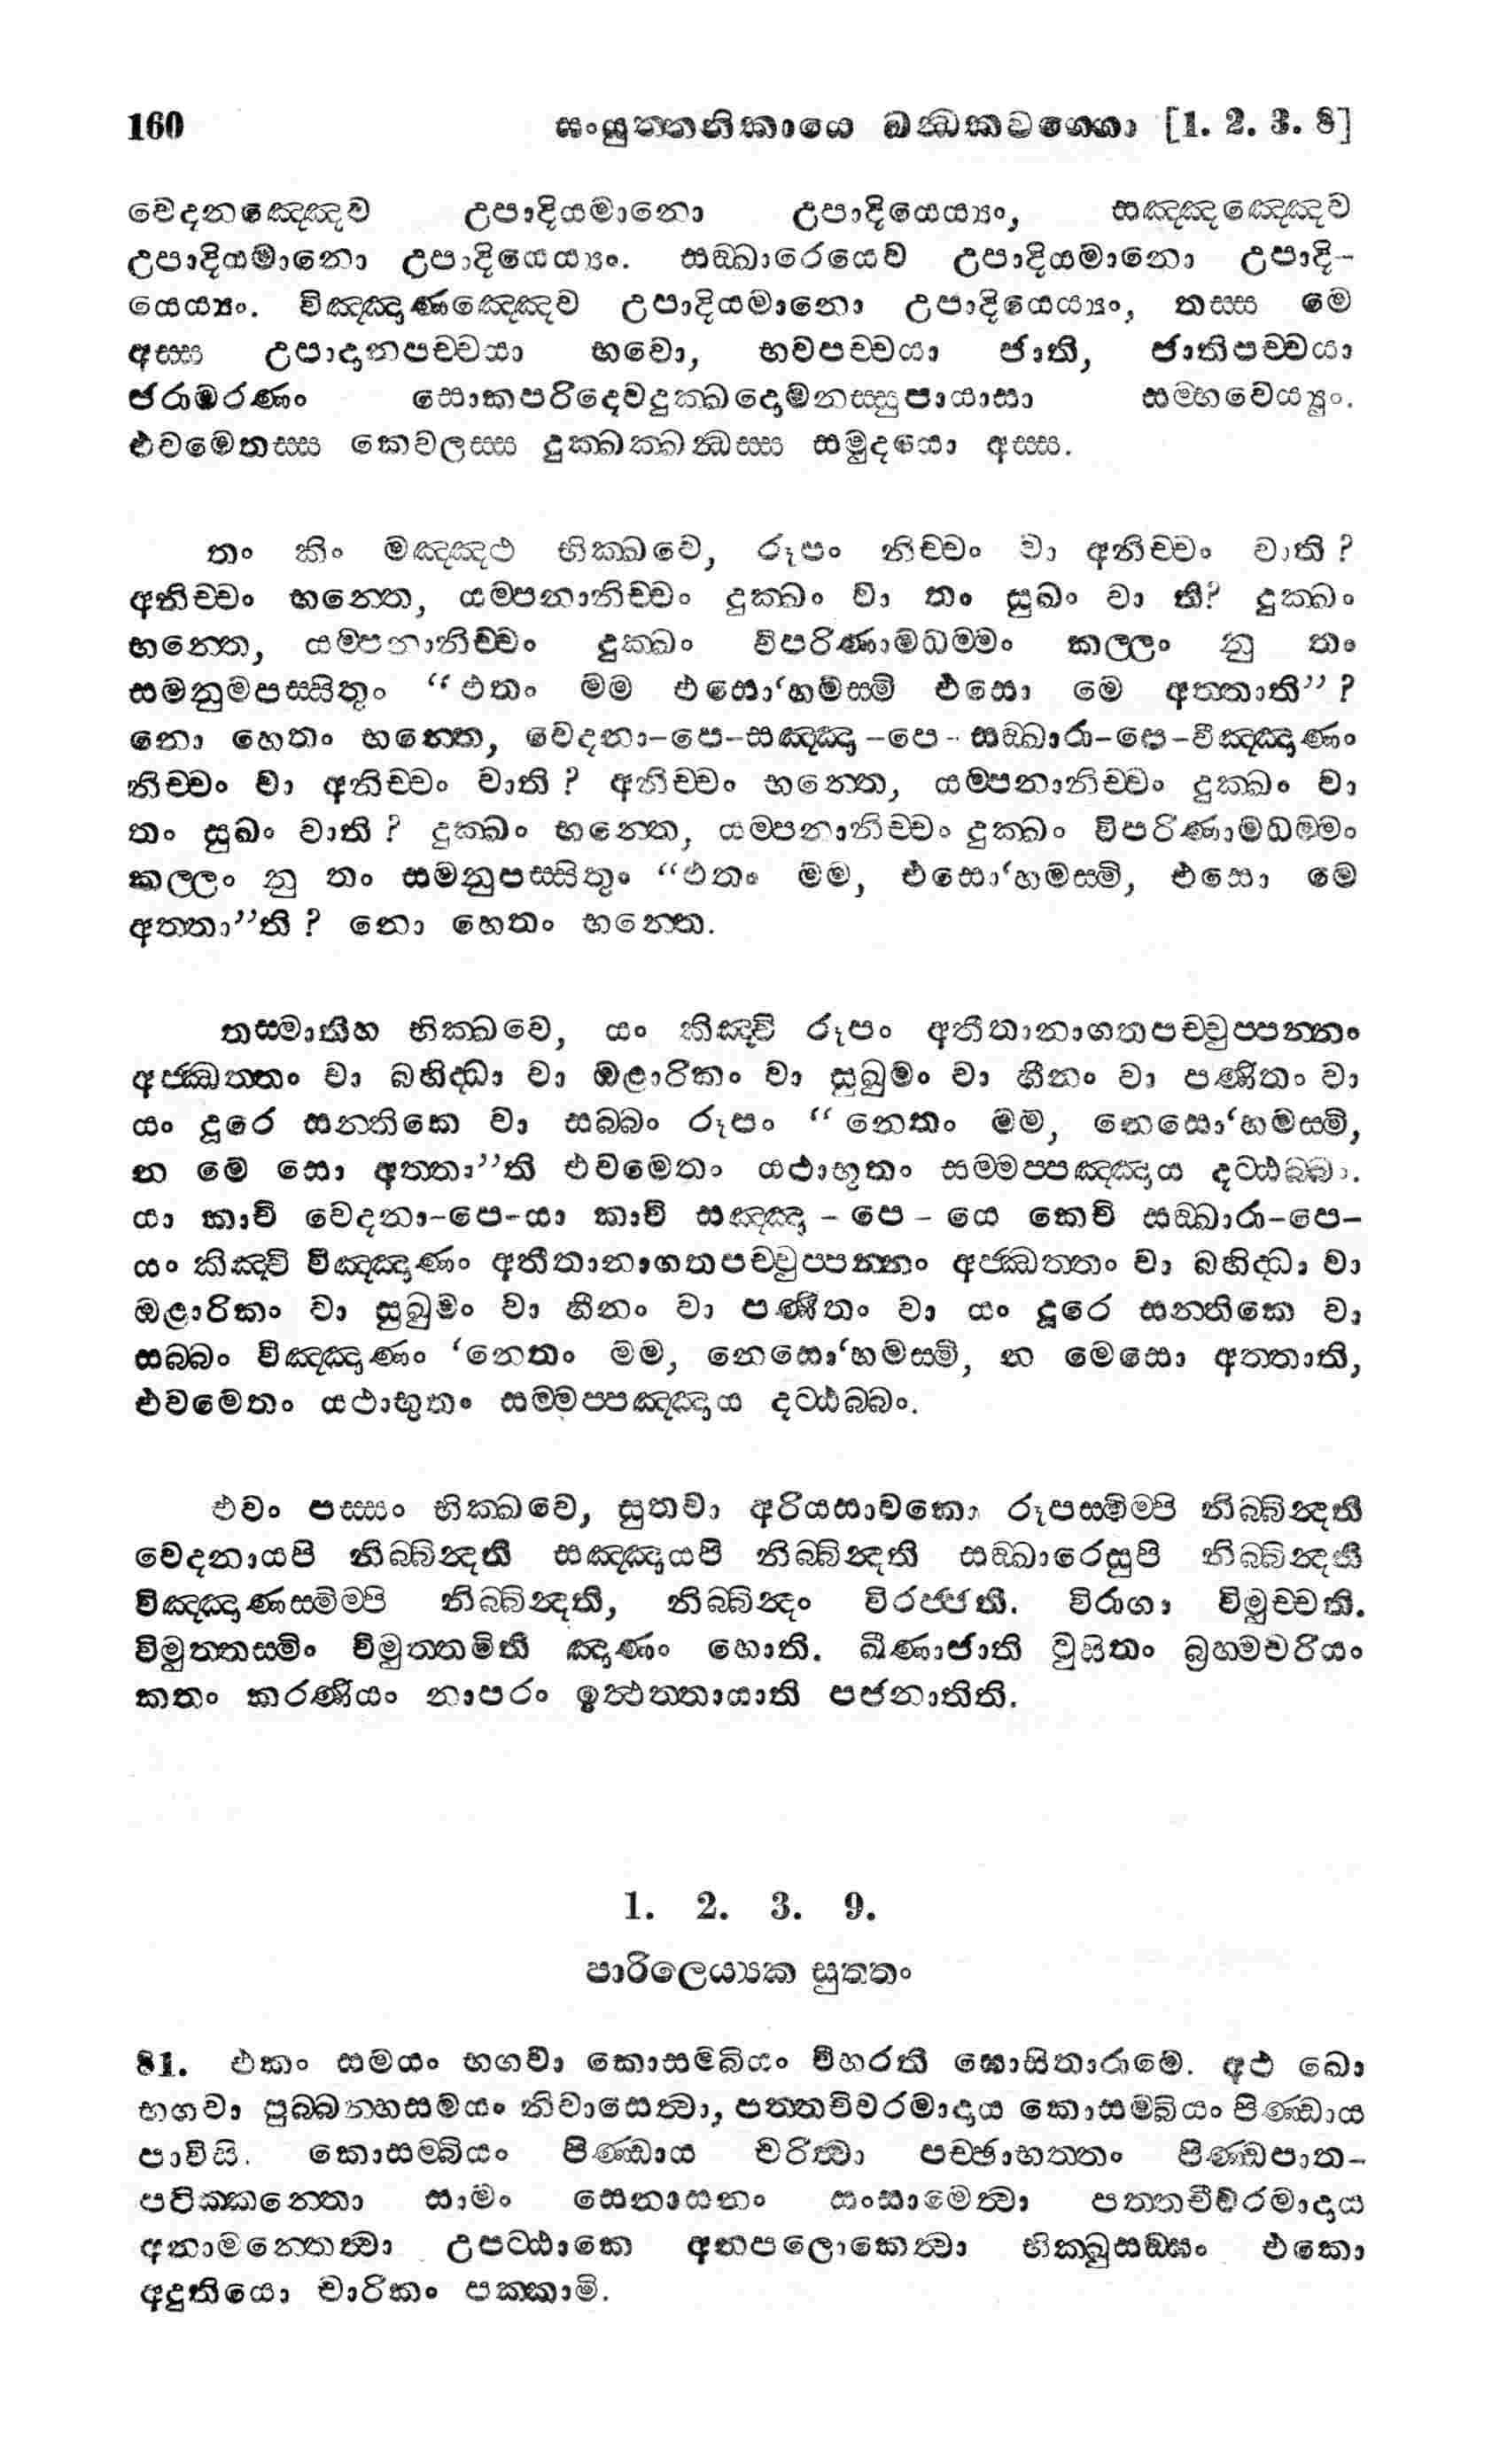 160 සංයුත්තනිකායෙ ඛන්ධකවග්ගො [1. 2. 3. 8]
වෙදනඤ්ඤෙව උපාදියමානො උපාදියෙය්‍යං, සඤ්ඤඤ්ඤෙව
උපාදියමානො උපාදියෙය්‍යං. සඞ්ඛාරෙයෙව උපාදියමානො උපාදි-
යෙය්‍යං. විඤ්ඤාණඤ්ඤෙව උපාදියමානො උපාදියෙය්‍යං, තස්ස මෙ
අස්ස උපාදානපච්චයා භවො, භවපච්චයා ජාති, ජාතිපච්චයා
ජරාමරණං සොකපරිදෙවදුක්ඛදොමනස්සුපායාසා සම්භවෙය්‍යුං.
එවමෙතස්ස කෙවලස්ස දුක්ඛක්ඛන්ධස්ස සමුදයො අස්ස.
තං කිං මඤ්ඤථ භික්ඛවෙ, රූපං නිච්චං වා අනිච්චං වාති?
අනිච්චං භන්තෙ, යම්පනානිච්චං දුක්ඛං වා තං සුඛං වා ති? දුක්ඛං
භන්තෙ, යම්පනානිච්චං දුක්ඛං විපරිණාමධම්මං කල්ලං නු තං
සමනුමපස්සිතුං “එතං මම එසො‘හමස්මි එසො මෙ අත්තාති”?
නො හෙතං භන්තෙ, වෙදනා-පෙ-සඤ්ඤා-පෙ-සඞ්ඛාරා-පෙ-විඤ්ඤාණං
නිච්චං වා අනිච්චං වාති? අනිච්චං භන්තෙ, යම්පනානිච්චං දුක්ඛං වා
තං සුඛං වාති? දුක්ඛං භන්තෙ, යම්පනානිච්චං දුක්ඛං විපරිණාමධම්මං
කල්ලං නු තං සමනුපස්සිතුං “එතං මම, එසො‘හමස්මි, එසො මෙ
අත්තා”ති? නො හෙතං භන්තෙ.
තස්මාතිහ භික්ඛවෙ, යං කිඤ්චි රූපං අතීතානාගතපච්චුප්පන්නං
අජ්ඣත්තං වා බහිද්ධා වා ඔළාරිකං වා සුඛුමං වා හීනං වා පණීතං වා
යං දූරෙ සන්තිකෙ වා සබ්බං රූපං “නෙතං මම, නෙසො‘හමස්මි,
න මෙ සො අත්තා”ති එවමෙතං යථාභූතං සම්මප්පඤ්ඤාය දට්ඨබ්බා.
යා කාචි වෙදනා-පෙ-යා කාචි සඤ්ඤා - පෙ - යෙ කෙචි සඞ්ඛාරා-පෙ-
යං කිඤ්චි විඤ්ඤාණං අතීතානාගතපච්චුප්පන්නං අජ්ඣත්තං වා බහිද්ධා වා
ඔළාරිකං වා සුඛුමං වා හීනං වා පණීතං වා යං දූරෙ සන්තිකෙ වා
සබ්බං විඤ්ඤාණං ‘නෙතං මම, නෙසො‘හමස්මි, න මෙසො අත්තාති,
එවමෙතං යථාභූතං සම්මප්පඤ්ඤාය දට්ඨබ්බං.
එවං පස්සං භික්ඛවෙ, සුතවා අරියසාවකො රූපස්මිම්පි නිබ්බින්දති
වෙදනායපි නිබ්බින්දති සඤ්ඤායපි නිබ්බින්දති සඞ්ඛාරෙසුපි නිබ්බින්දති
විඤ්ඤාණස්මිම්පි නිබ්බින්දති, නිබ්බින්දං විරජ්ජති. විරාගා විමුච්චති.
විමුත්තස්මිං විමුත්තමිති ඤාණං හොති. ඛීණාජාති වුසිතං බ්‍රහ්මචරියං
කතං කරණීයං නාපරං ඉත්ථත්තායාති පජනාතිති.
1. 2. 3. 9.
පාරිලෙය්‍යක සුත්තං
81. එකං සමයං භගවා කොසම්බියං විහරති ඝොසිතාරාමෙ. අථ ඛො
භගවා පුබ්බන්හසමයං නිවාසෙත්වා, පත්තචිවරමාදාය කොසම්බියං පිණ්ඩාය
පාවිසි. කොසම්බියං පිණ්ඩාය චරිත්වා පච්ඡාභත්තං පිණ්ඩපාත-
පටික්කන්තො සාමං සෙනාසනං සංසාමෙත්වා පත්තචීවරමාදාය
අනාමන්තෙත්වා උපට්ඨාකෙ අනපලොකෙත්වා භික්ඛුසඞ්ඝං එකො
අදුතියො චාරිකං පක්කාමි.